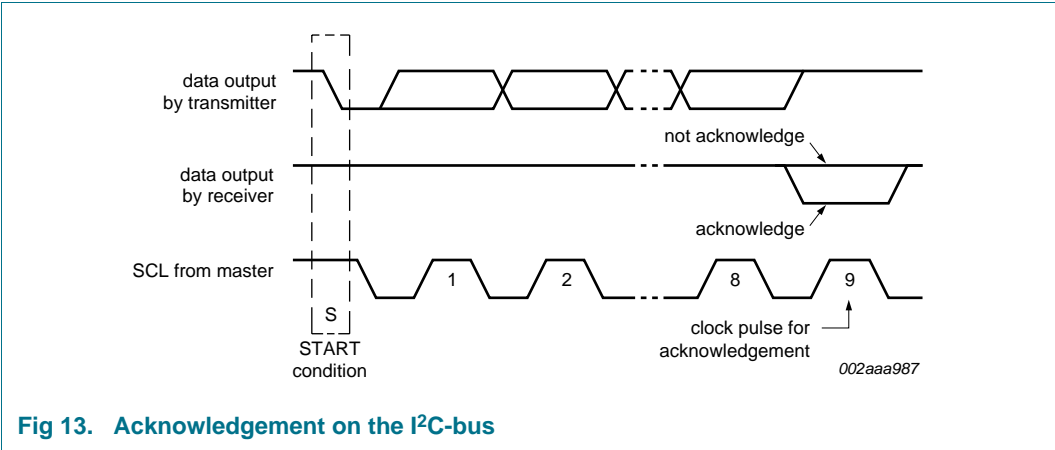 data output
by transmitter
not acknowledge
data output
by receiver
acknowledge
SCL from master
1
2
8
9
S
START
condition
clock pulse for
acknowledgement
002aaa987
Fig 13. Acknowledgement on the I²C-bus